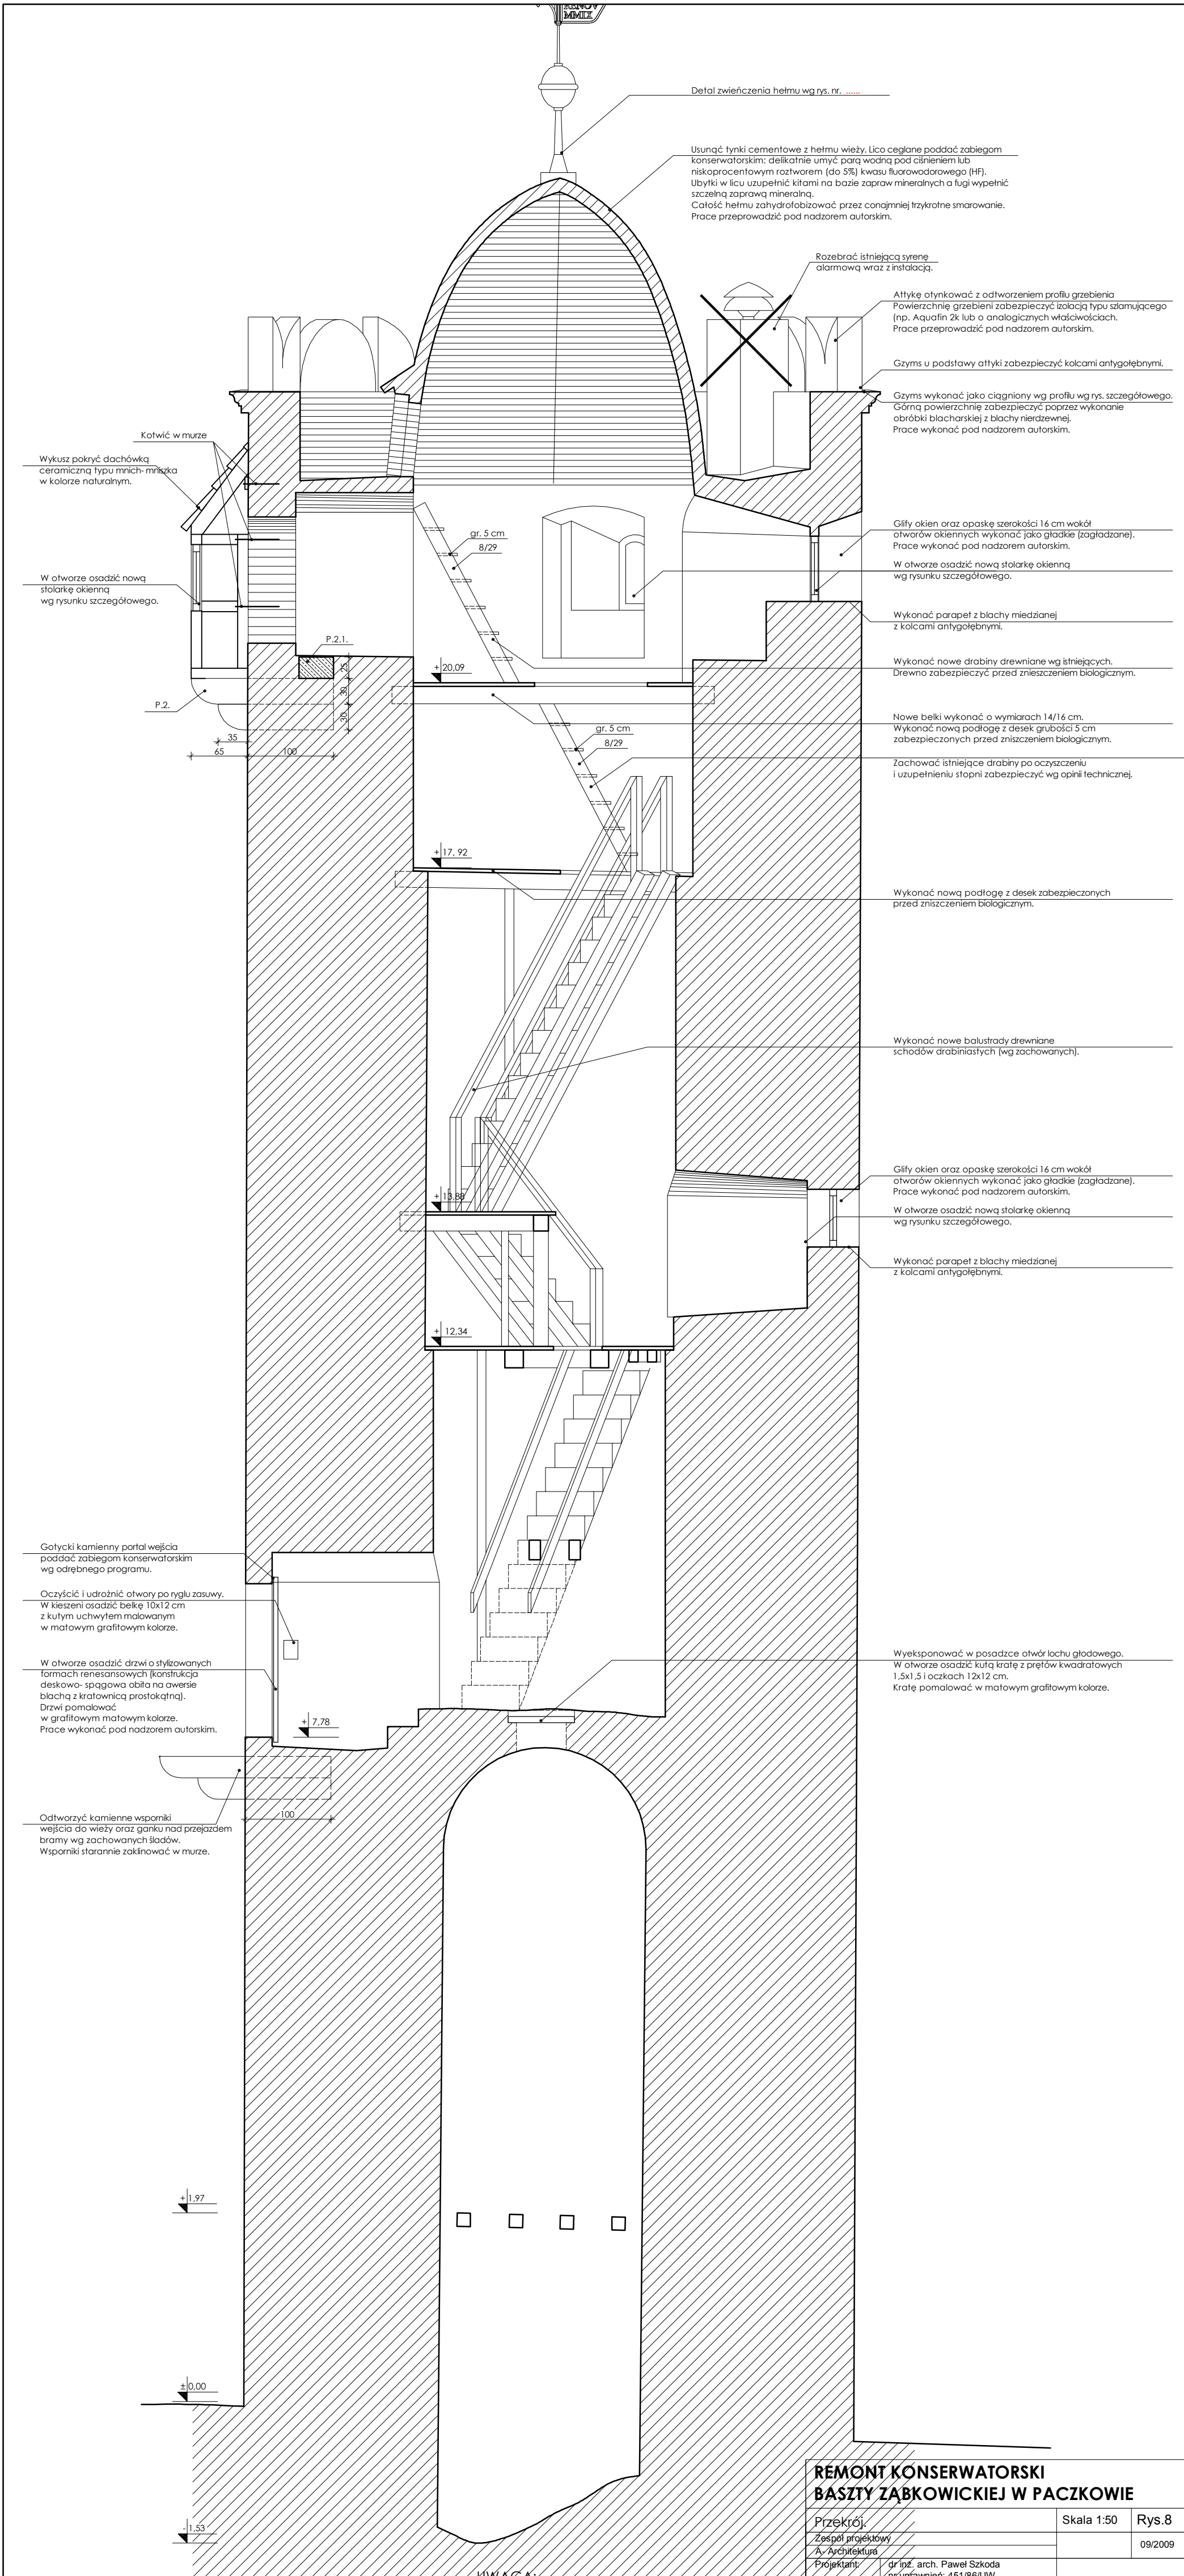 RENOV
MMIX
Detal zwieńczenia hełmu wg rys. nr. ......
Usunąć tynki cementowe z hełmu wieży. Lico ceglane poddać zabiegom
konserwatorskim: delikatnie umyć parą wodną pod ciśnieniem lub
niskoprocentowym roztworem (do 5%) kwasu fluorowodorowego (HF).
Ubytki w licu uzupełnić kitami na bazie zapraw mineralnych a fugi wypełnić
szczelną zaprawą mineralną.
Całość hełmu zahydrofobizować przez conajmniej trzykrotne smarowanie.
Prace przeprowadzić pod nadzorem autorskim.
Rozebrać istniejącą syrenę
alarmową wraz z instalacją.
Attykę otynkować z odtworzeniem profilu grzebienia
Powierzchnię grzebieni zabezpieczyć izolacją typu szlamującego
(np. Aquafin 2k lub o analogicznych właściwościach.
Prace przeprowadzić pod nadzorem autorskim.
Gzyms u podstawy attyki zabezpieczyć kolcami antygołębnymi.
Gzyms wykonać jako ciągniony wg profilu wg rys. szczegółowego.
Górną powierzchnię zabezpieczyć poprzez wykonanie
obróbki blacharskiej z blachy nierdzewnej.
Prace wykonać pod nadzorem autorskim.
Kotwić w murze
Wykusz pokryć dachówką
ceramiczną typu mnich- mniszka
w kolorze naturalnym.
gr. 5 cm
8/29
Glify okien oraz opaskę szerokości 16 cm wokół
otworów okiennych wykonać jako gładkie (zagładzane).
Prace wykonać pod nadzorem autorskim.
W otworze osadzić nową stolarkę okienną
wg rysunku szczegółowego.
W otworze osadzić nową
stolarkę okienną
wg rysunku szczegółowego.
Wykonać parapet z blachy miedzianej
z kolcami antygołębnymi.
P.2.1.
+ 20,09
25
30
30
Wykonać nowe drabiny drewniane wg istniejących.
Drewno zabezpieczyć przed znieszczeniem biologicznym.
P.2.
35
65
100
Nowe belki wykonać o wymiarach 14/16 cm.
Wykonać nową podłogę z desek grubości 5 cm
zabezpieczonych przed zniszczeniem biologicznym.
gr. 5 cm
8/29
Zachować istniejące drabiny po oczyszczeniu
i uzupełnieniu stopni zabezpieczyć wg opinii technicznej.
+ 17, 92
Wykonać nową podłogę z desek zabezpieczonych
przed zniszczeniem biologicznym.
Wykonać nowe balustrady drewniane
schodów drabiniastych (wg zachowanych).
Glify okien oraz opaskę szerokości 16 cm wokół
otworów okiennych wykonać jako gładkie (zagładzane).
Prace wykonać pod nadzorem autorskim.
+ 13,88
W otworze osadzić nową stolarkę okienną
wg rysunku szczegółowego.
Wykonać parapet z blachy miedzianej
z kolcami antygołębnymi.
+ 12,34
Gotycki kamienny portal wejścia
poddać zabiegom konserwatorskim
wg odrębnego programu.
Oczyścić i udrożnić otwory po ryglu zasuwy.
W kieszeni osadzić belkę 10x12 cm
z kutym uchwytem malowanym
w matowym grafitowym kolorze.
W otworze osadzić drzwi o stylizowanych
formach renesansowych (konstrukcja
deskowo- spągowa obita na awersie
blachą z kratownicą prostokątną).
Drzwi pomalować
w grafitowym matowym kolorze.
Prace wykonać pod nadzorem autorskim.
Wyeksponować w posadzce otwór lochu głodowego.
W otworze osadzić kutą kratę z prętów kwadratowych
1,5x1,5 i oczkach 12x12 cm.
Kratę pomalować w matowym grafitowym kolorze.
+ 7,78
100
Odtworzyć kamienne wsporniki
wejścia do wieży oraz ganku nad przejazdem
bramy wg zachowanych śladów.
Wsporniki starannie zaklinować w murze.
+ 1,97
± 0,00
- 1,53
REMONT KONSERWATORSKI
BASZTY ZĄBKOWICKIEJ W PACZKOWIE
Przekrój. Skala 1:50 Rys.8
Zespół projektowy
A- Architektura 09/2009
Projektant: dr inż. arch. Paweł Szkoda
nr uprawnień: 451/86/UW
UWAGA: